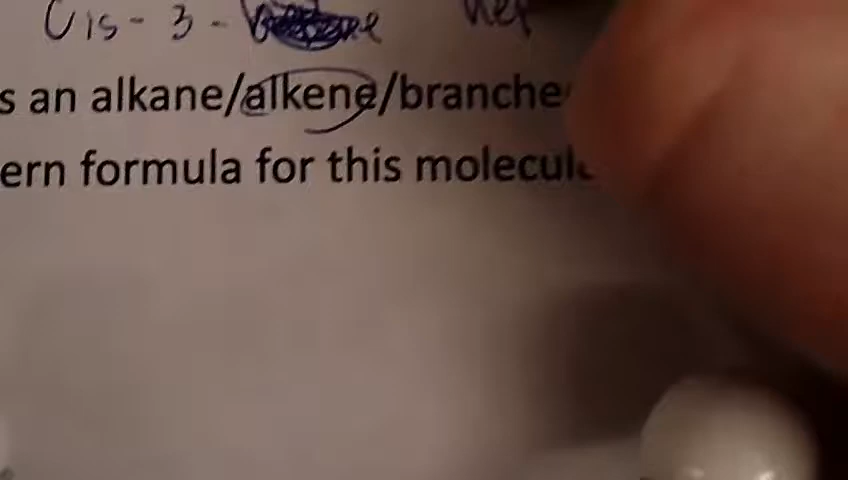 Cis - 3 -
s an alkane/alkene/branche
ern formula for this molecul